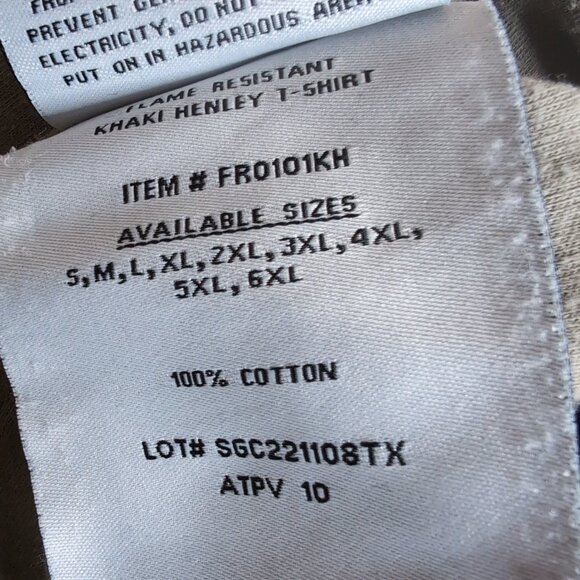 PREVENT
ELECTRICITY, DO NOT
PUT ON IN HAZARDOUS AREA
FLAME RESISTANT
KHAKI HENLEY T-SHIRT
ITEM # FR0101KH
AVAILABLE SIZES
S,M,L,XL,2XL,3XL,4XL,
5XL,6XL
100% COTTON
LOT# SGC221108TX
ATPV 10